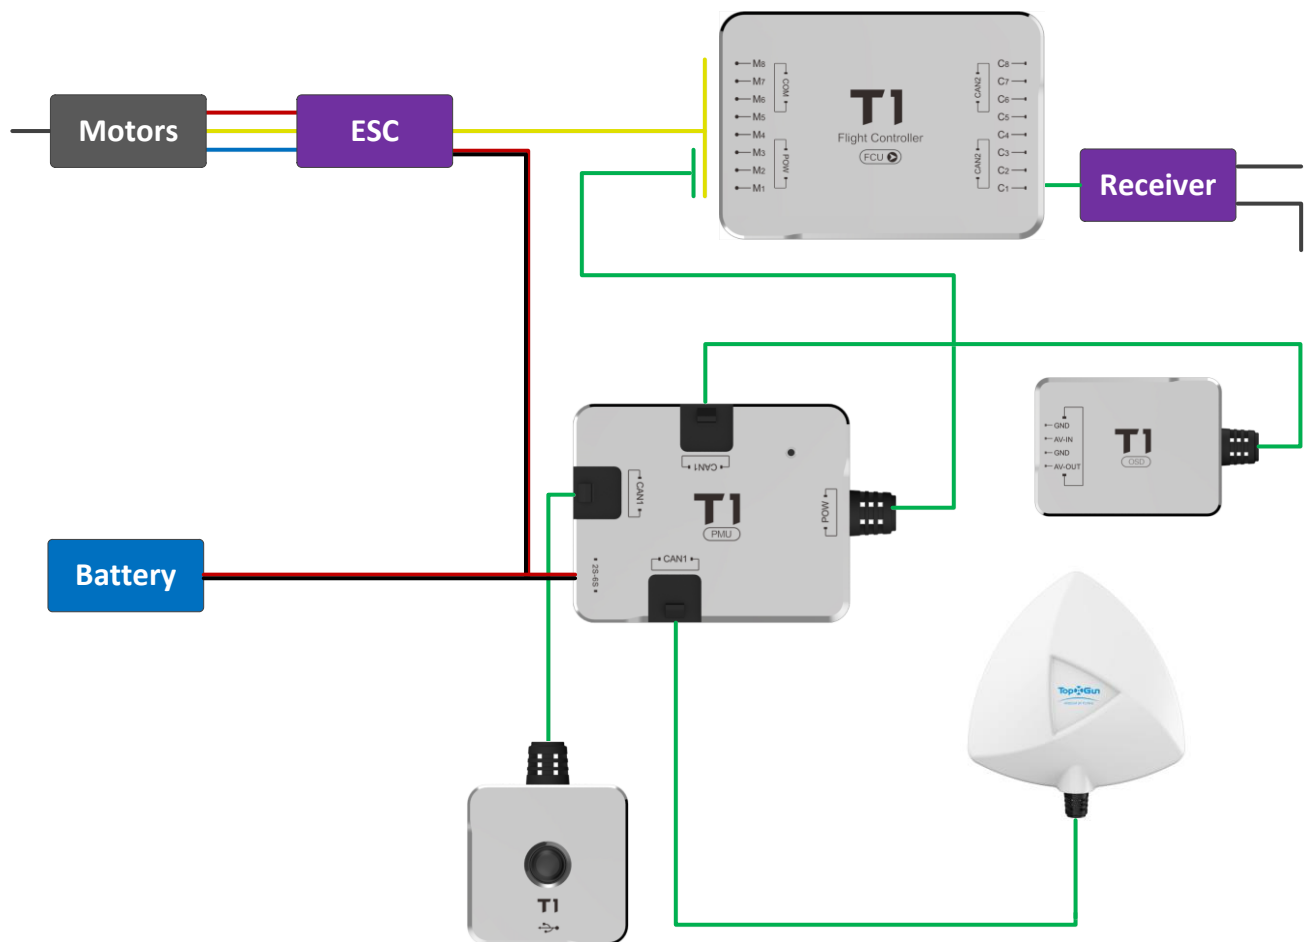 Motors
ESC
M8
M7
M6
M5
M4
M3
M2
M1
COM
POW
T1
Flight Controller
FCU
CAN2
CAN2
C8
C7
C6
C5
C4
C3
C2
C1
Receiver
CAN1
CAN1
T1
PMU
POW
CAN1
2S-6S
GND
AV-IN
GND
AV-OUT
T1
OSD
Battery
TopXGun
T1